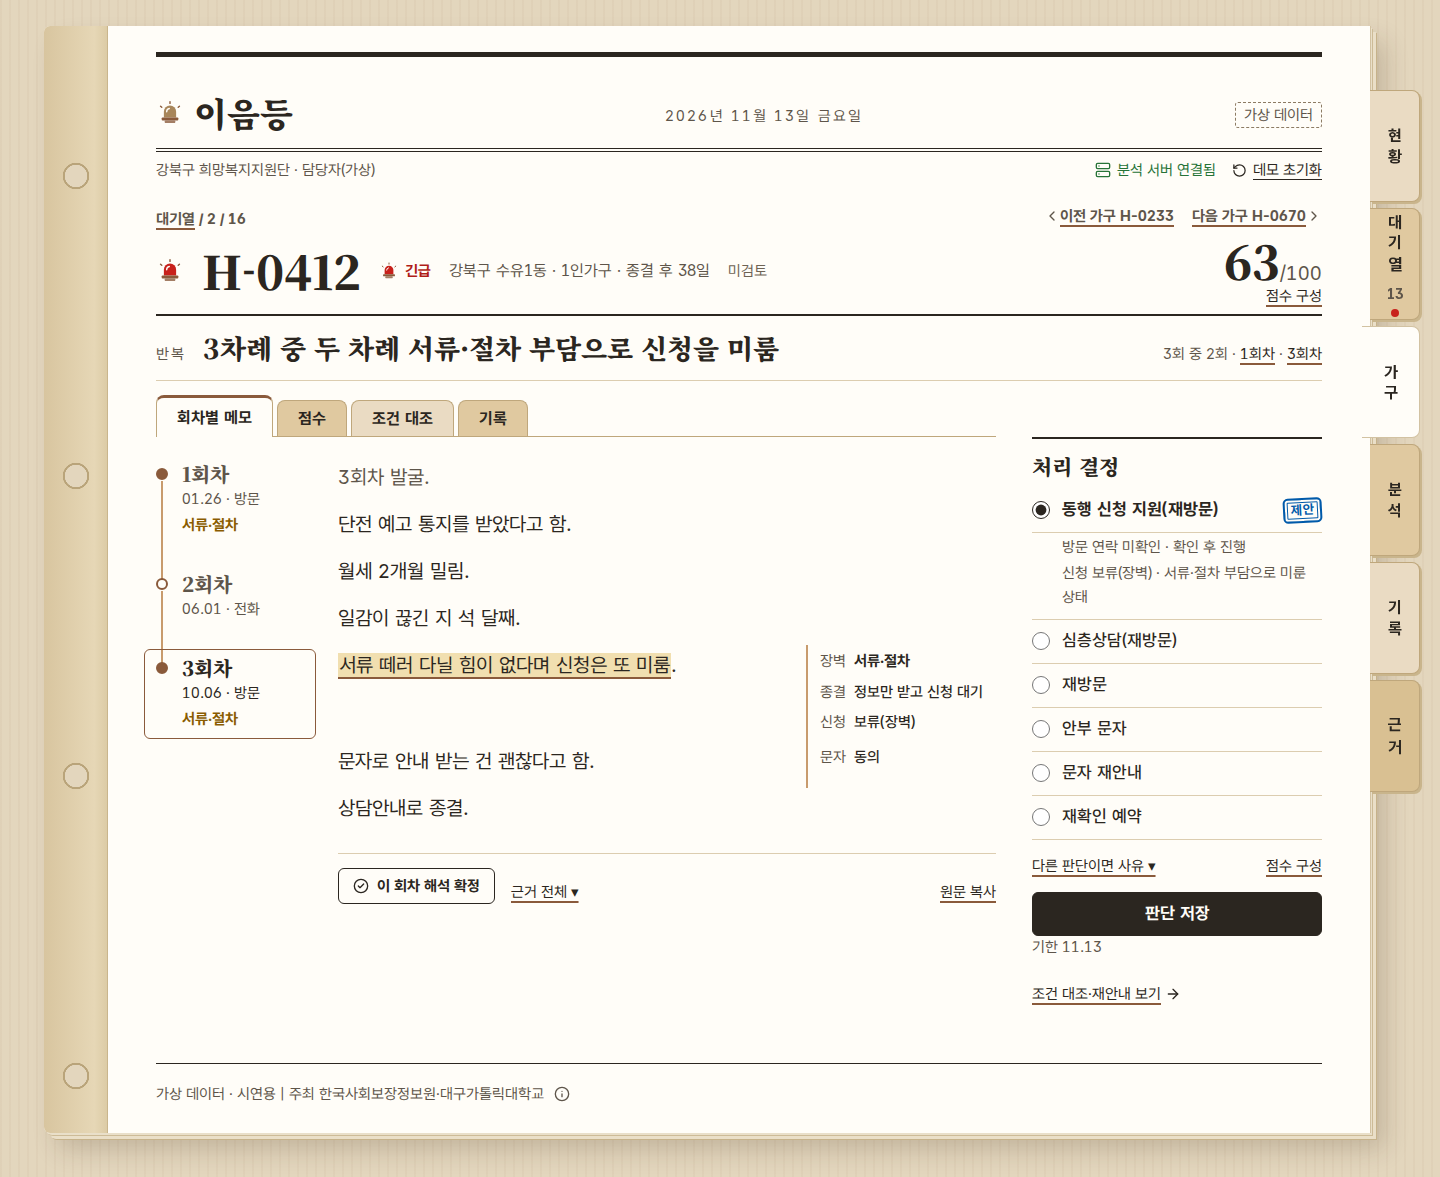 이음등
2026년 11월 13일 금요일
가상 데이터
강북구 희망복지지원단 · 담당자(가상)
분석 서버 연결됨
데모 초기화
대기열 / 2 / 16
이전 가구 H-0233
다음 가구 H-0670
H-0412
긴급
강북구 수유1동 · 1인가구 · 종결 후 38일
미검토
63/100
점수 구성
반복
3차례 중 두 차례 서류·절차 부담으로 신청을 미룸
3회 중 2회 · 1회차 · 3회차
회차별 메모
점수
조건 대조
기록
1회차
01.26 · 방문
서류·절차
2회차
06.01 · 전화
3회차
10.06 · 방문
서류·절차
3회차 발굴.
단전 예고 통지를 받았다고 함.
월세 2개월 밀림.
일감이 끊긴 지 석 달째.
서류 떼러 다닐 힘이 없다며 신청은 또 미룸.
문자로 안내 받는 건 괜찮다고 함.
상담안내로 종결.
장벽 서류·절차
종결 정보만 받고 신청 대기
신청 보류(장벽)
문자 동의
이 회차 해석 확정
근거 전체 ▾
원문 복사
처리 결정
동행 신청 지원(재방문)
제안
방문 연락 미확인 · 확인 후 진행
신청 보류(장벽) · 서류·절차 부담으로 미룬
상태
심층상담(재방문)
재방문
안부 문자
문자 재안내
재확인 예약
다른 판단이면 사유 ▾
점수 구성
판단 저장
기한 11.13
조건 대조·재안내 보기
가상 데이터 · 시연용 | 주최 한국사회보장정보원·대구가톨릭대학교
현황
대기열
13
가구
분석
기록
근거